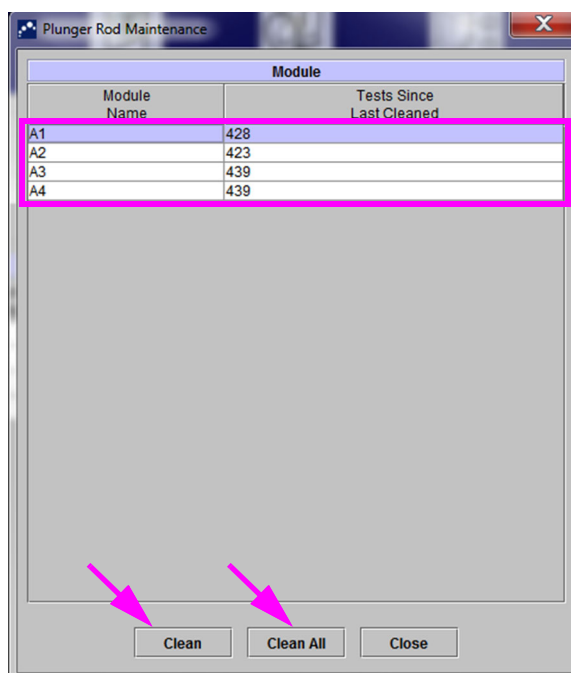 Plunger Rod Maintenance
Module
Module Name
Tests Since Last Cleaned
A1 428
A2 423
A3 439
A4 439
Clean Clean All Close